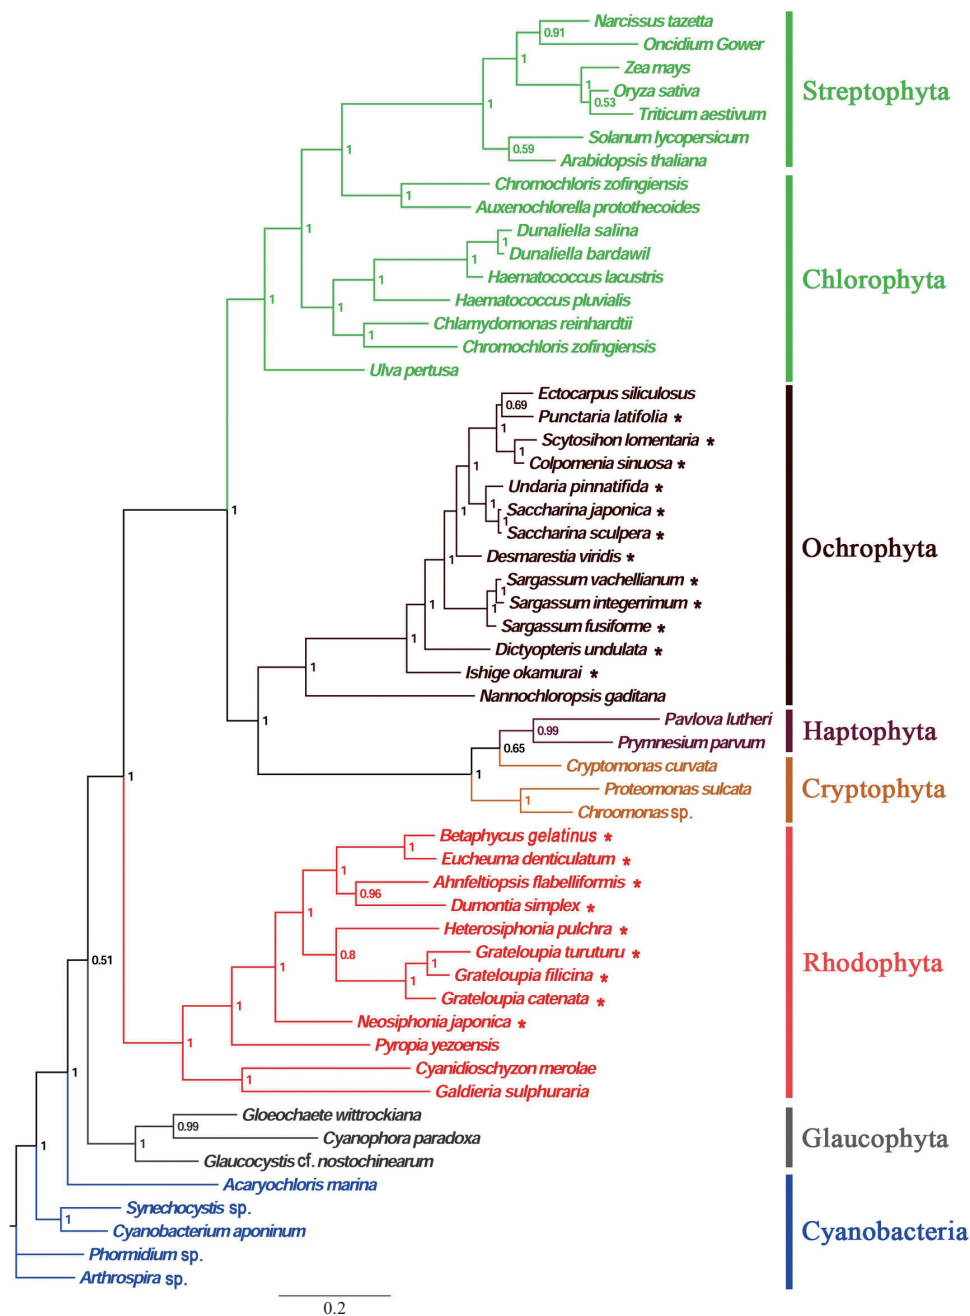 Narcissus tazetta
0.91
Oncidium Gower
1
Zea mays
1
Oryza sativa
0.53
Triticum aestivum
Streptophyta
1
Solanum lycopersicum
0.59
Arabidopsis thaliana
1
Chromochloris zofingiensis
1
Auxenochlorella protothecoides
1
Dunaliella salina
1
Dunaliella bardawil
1
Haematococcus lacustris
Chlorophyta
1
Haematococcus pluvialis
1
1
Chlamydomonas reinhardtii
1
Chromochloris zofingiensis
Ulva pertusa
Ectocarpus siliculosus
0.69
Punctaria latifolia *
1
Scytosihon lomentaria *
1
Colpomenia sinuosa *
1
Undaria pinnatifida *
1
Saccharina japonica *
1
1
1
Saccharina sculpera *
Ochrophyta
Desmarestia viridis *
1
Sargassum vachellianum *
1
Sargassum integerrimum *
1
1
Sargassum fusiforme *
1
Dictyopteris undulata *
1
Ishige okamurai *
Nannochloropsis gaditana
1
Pavlova lutheri
0.99
Haptophyta
Prymnesium parvum
0.65
Cryptomonas curvata
1
1
Proteomonas sulcata
Cryptophyta
1
Chroomonas sp.
Betaphycus gelatinus *
1
Eucheuma denticulatum *
1
Ahnfeltiopsis flabelliformis *
0.96
Dumontia simplex *
1
Heterosiphonia pulchra *
0.8
Grateloupia turuturu *
1
0.51
1
Grateloupia filicina *
Rhodophyta
1
Grateloupia catenata *
1
Neosiphonia japonica *
Pyropia yezoensis
1
Cyanidioschyzon merolae
1
1
Galdieria sulphuraria
Gloeochaete wittrockiana
0.99
Cyanophora paradoxa
Glaucophyta
1
1
Glaucocystis cf. nostochinearum
Acaryochloris marina
Synechocystis sp.
1
Cyanobacterium aponinum
Cyanobacteria
Phormidium sp.
Arthrospira sp.
0.2